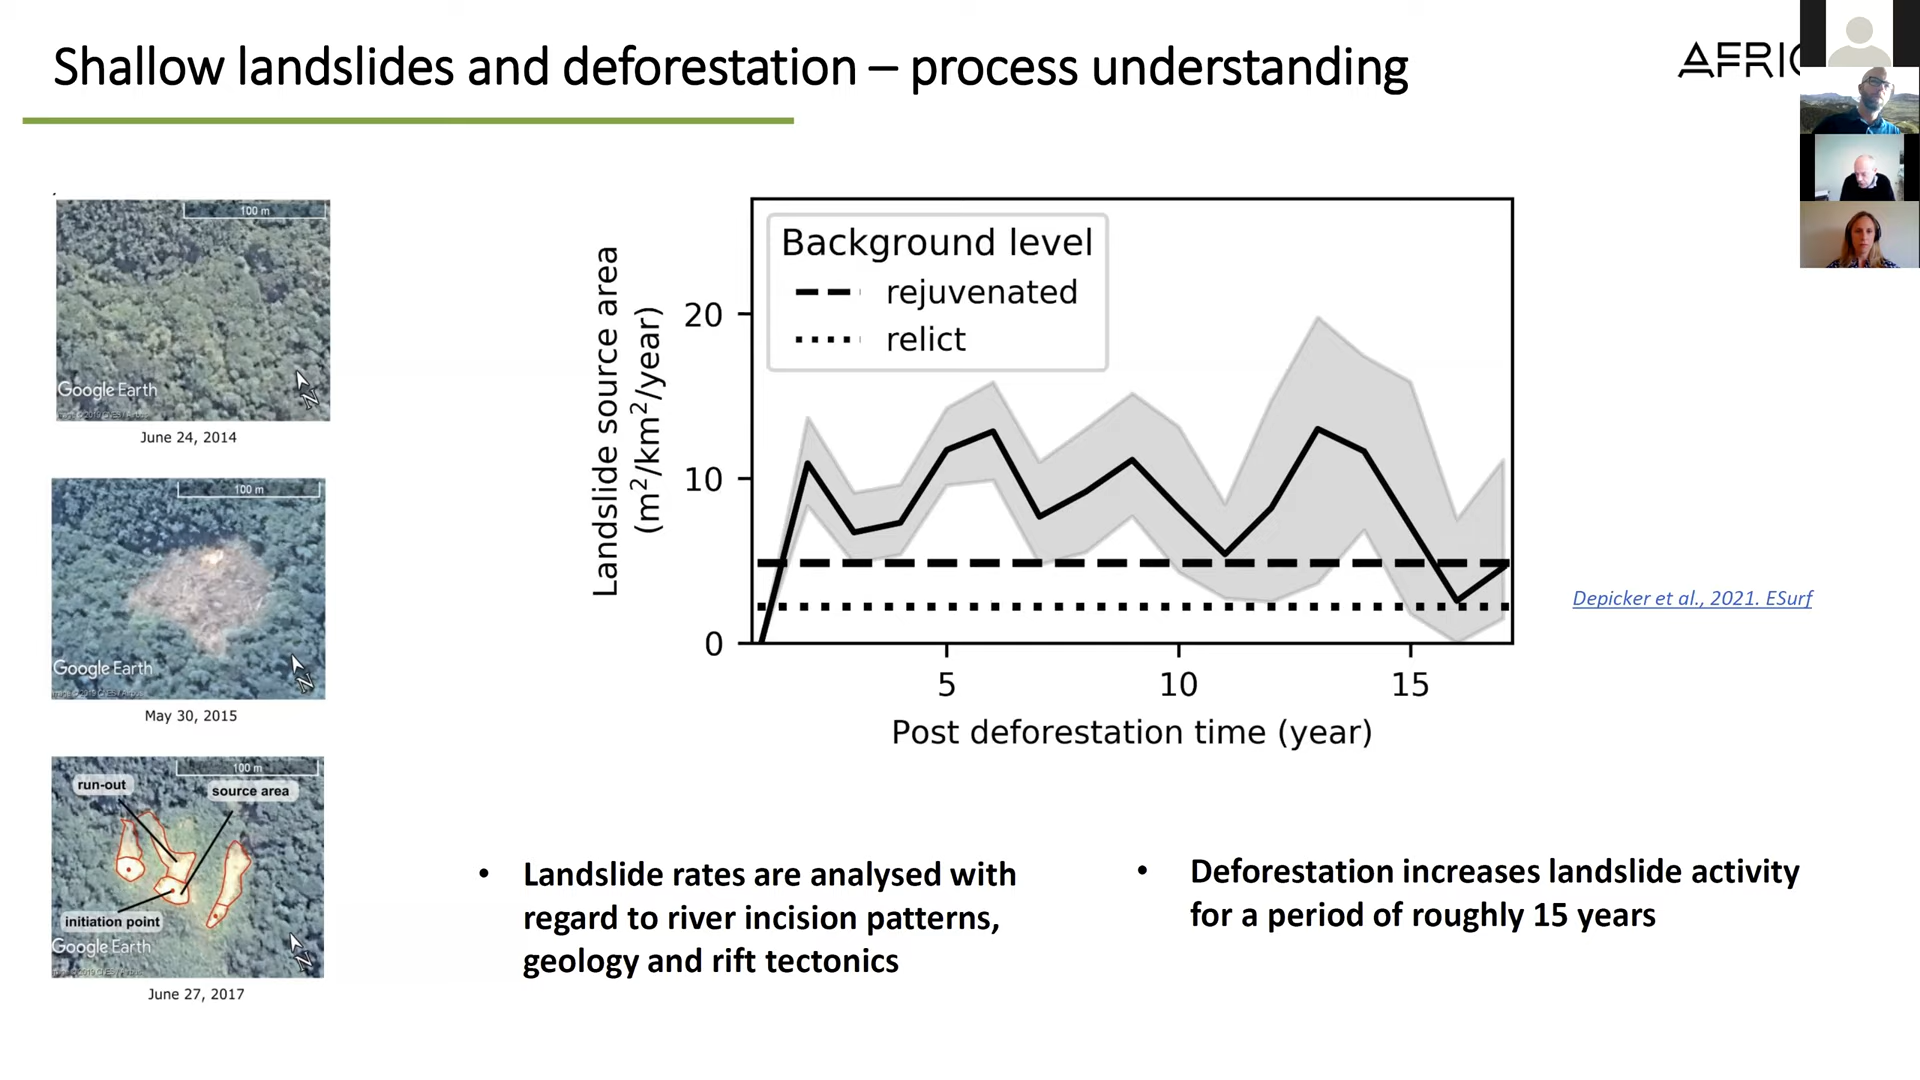 Shallow landslides and deforestation – process understanding
100 m
Google Earth
June 24, 2014
100 m
Google Earth
May 30, 2015
100 m
run-out
source area
initiation point
Google Earth
June 27, 2017
Landslide source area
(m²/km²/year)
Background level
rejuvenated
relict
20
10
0
5
10
15
Post deforestation time (year)
Depicker et al., 2021. ESurf
• Landslide rates are analysed with
regard to river incision patterns,
geology and rift tectonics
• Deforestation increases landslide activity
for a period of roughly 15 years